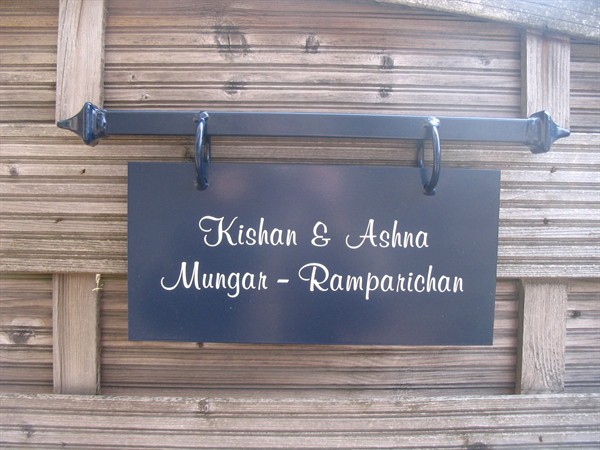 Kishan & Ashna
Mungar - Ramparichan